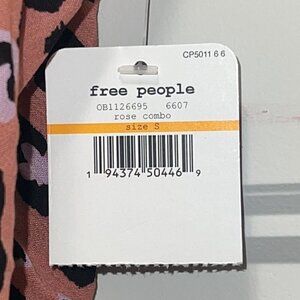 CP5011 6 6
free people
OB1126695 6607
rose combo
size S
1 94374 50446 9